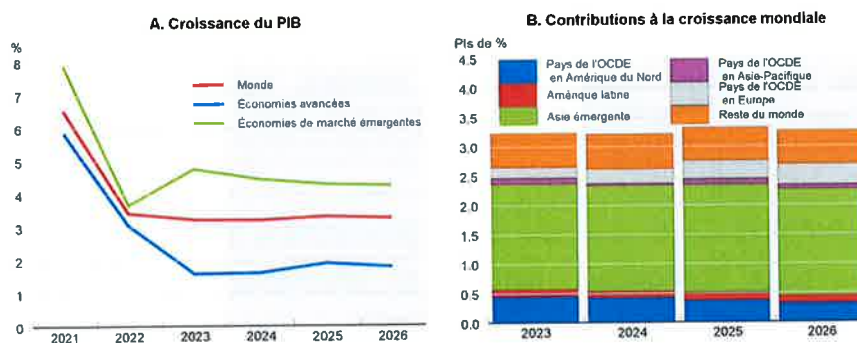 A. Croissance du PIB
%
8
7
6
5
4
3
2
1
0
Monde
Économies avancées
Économies de marché émergentes
2021 2022 2023 2024 2025 2026
B. Contributions à la croissance mondiale
Pts de %
4.5
4.0
3.5
3.0
2.5
2.0
1.5
1.0
0.5
0.0
Pays de l'OCDE
en Amérique du Nord
Amérique latine
Asie émergente
Pays de l'OCDE
en Asie-Pacifique
Pays de l'OCDE
en Europe
Reste du monde
2023 2024 2025 2026